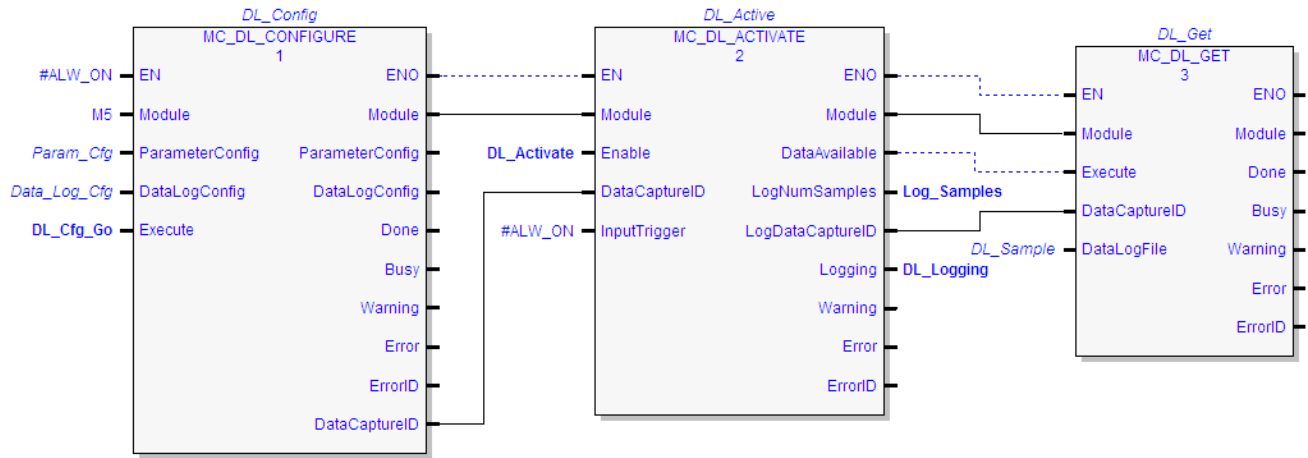 DL_Config
MC_DL_CONFIGURE
1
#ALW_ON EN ENO
M5 Module Module
Param_Cfg ParameterConfig ParameterConfig
Data_Log_Cfg DataLogConfig DataLogConfig
DL_Cfg_Go Execute Done
Busy
Warning
Error
ErrorID
DataCaptureID
DL_Active
MC_DL_ACTIVATE
2
EN ENO
Module Module
DL_Activate Enable DataAvailable
DataCaptureID LogNumSamples Log_Samples
#ALW_ON InputTrigger LogDataCaptureID
Logging DL_Logging
Warning
Error
ErrorID
DL_Get
MC_DL_GET
3
EN ENO
Module Module
Execute Done
DataCaptureID Busy
DL_Sample DataLogFile Warning
Error
ErrorID